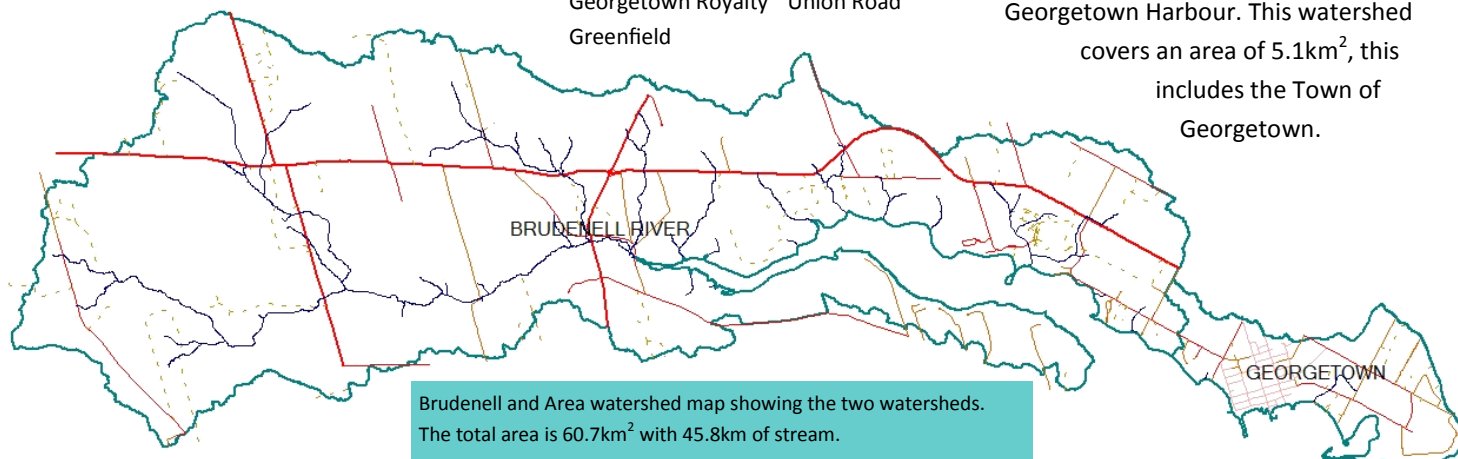 Georgetown Royalty Union Road
Greenfield
Georgetown Harbour. This watershed
covers an area of 5.1km², this
includes the Town of
Georgetown.
BRUDENELL RIVER
GEORGETOWN
Brudenell and Area watershed map showing the two watersheds.
The total area is 60.7km² with 45.8km of stream.